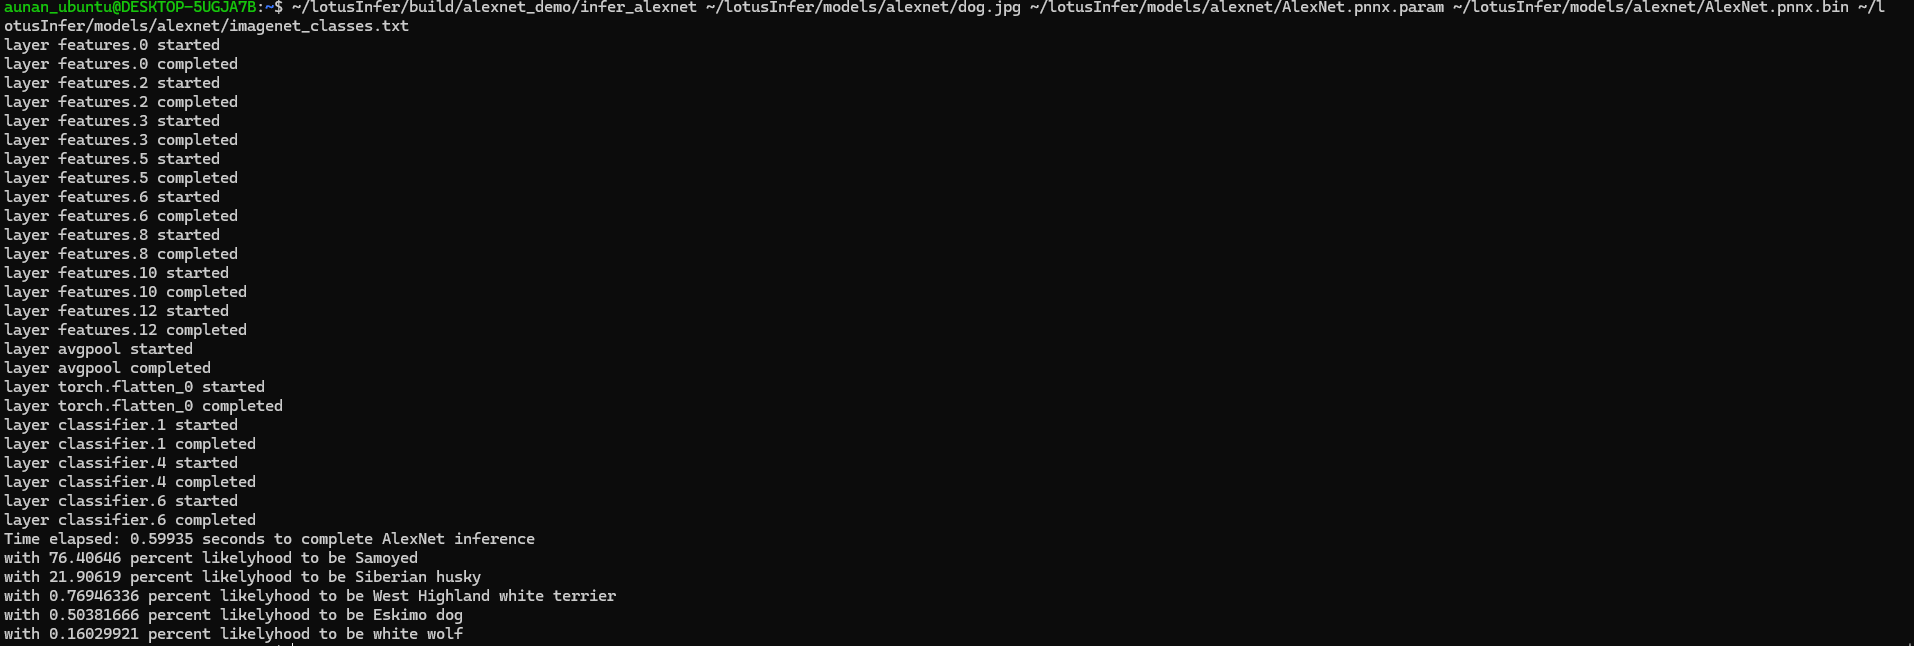 aunan_ubuntu@DESKTOP-5UGJA7B:~$ ~/lotusInfer/build/alexnet_demo/infer_alexnet ~/lotusInfer/models/alexnet/dog.jpg ~/lotusInfer/models/alexnet/AlexNet.pnnx.param ~/lotusInfer/models/alexnet/AlexNet.pnnx.bin ~/l
otusInfer/models/alexnet/imagenet_classes.txt
layer features.0 started
layer features.0 completed
layer features.2 started
layer features.2 completed
layer features.3 started
layer features.3 completed
layer features.5 started
layer features.5 completed
layer features.6 started
layer features.6 completed
layer features.8 started
layer features.8 completed
layer features.10 started
layer features.10 completed
layer features.12 started
layer features.12 completed
layer avgpool started
layer avgpool completed
layer torch.flatten_0 started
layer torch.flatten_0 completed
layer classifier.1 started
layer classifier.1 completed
layer classifier.4 started
layer classifier.4 completed
layer classifier.6 started
layer classifier.6 completed
Time elapsed: 0.59935 seconds to complete AlexNet inference
with 76.40646 percent likelyhood to be Samoyed
with 21.90619 percent likelyhood to be Siberian husky
with 0.76946336 percent likelyhood to be West Highland white terrier
with 0.50381666 percent likelyhood to be Eskimo dog
with 0.16029921 percent likelyhood to be white wolf